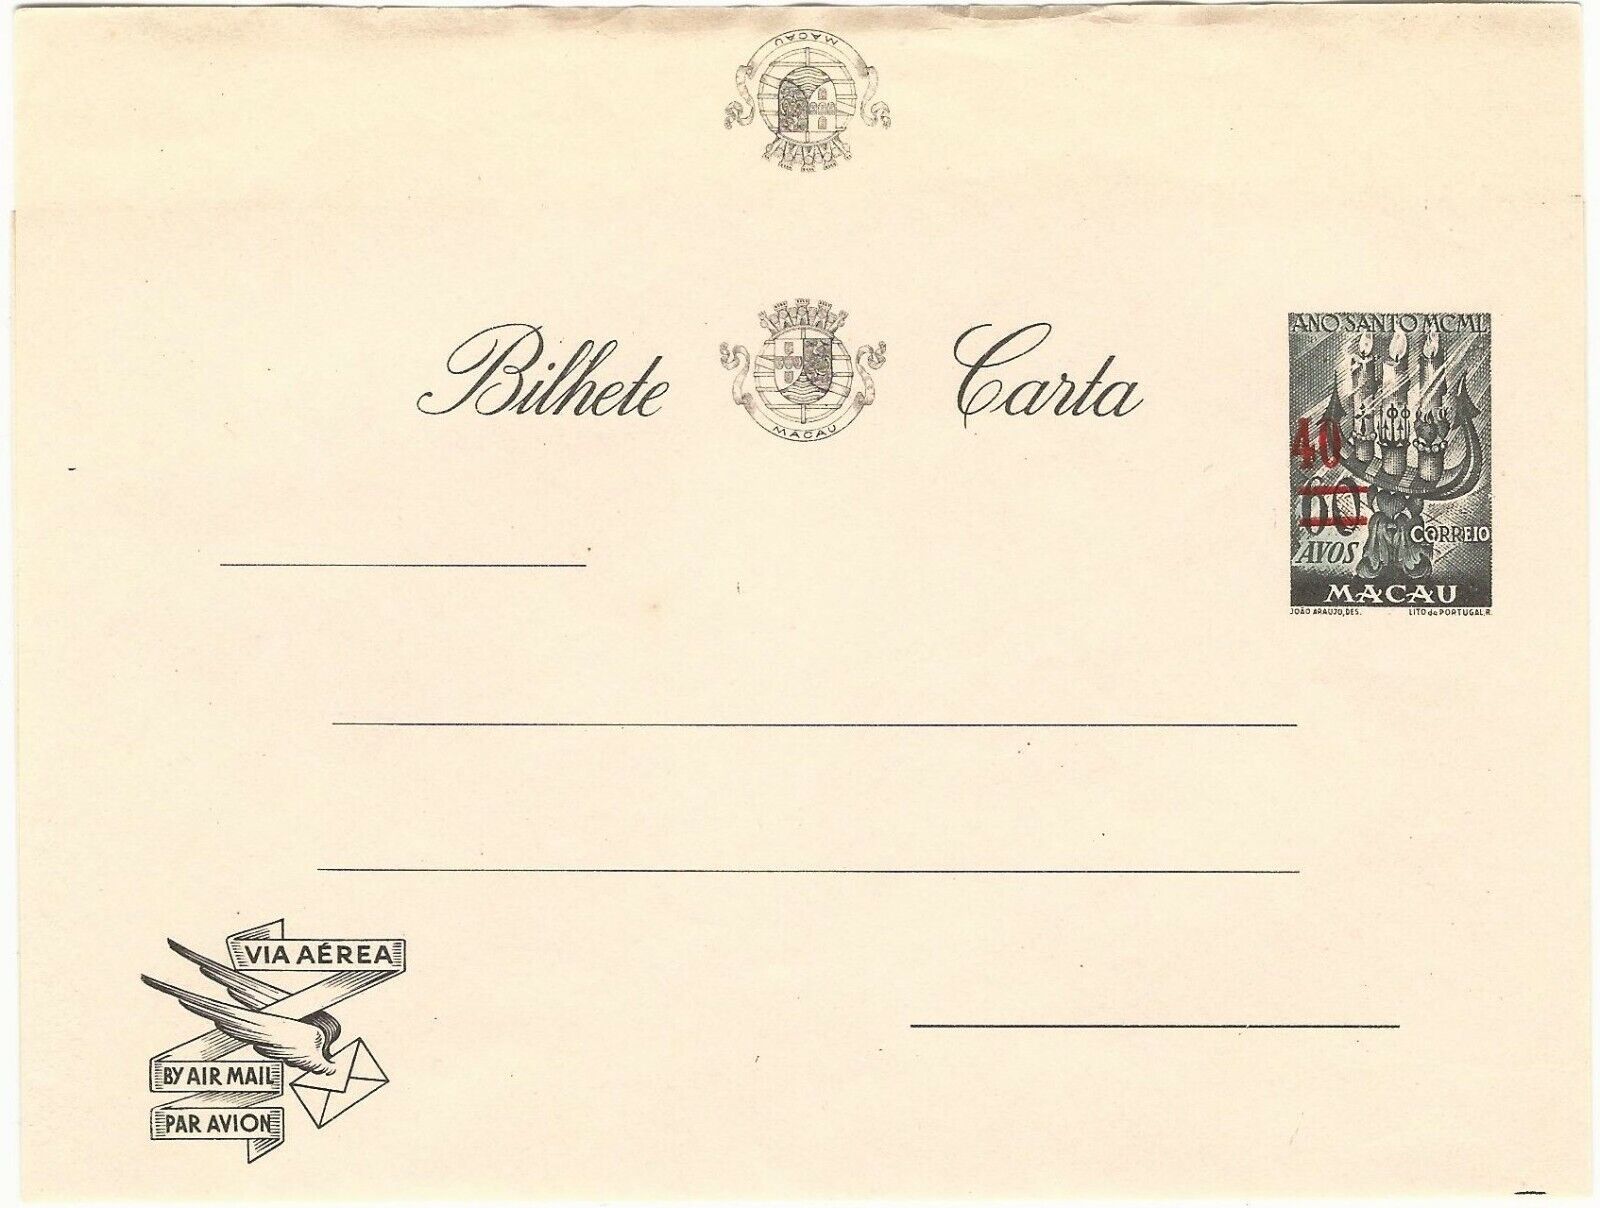 MACAU
Bilhete Carta
MACAU
ANO SANTO MCML
40
60
AVOS
CORREIO
MACAU
JOÃO ARAUJO, DES. LITO de PORTUGAL, R.
VIA AÉREA
BY AIR MAIL
PAR AVION